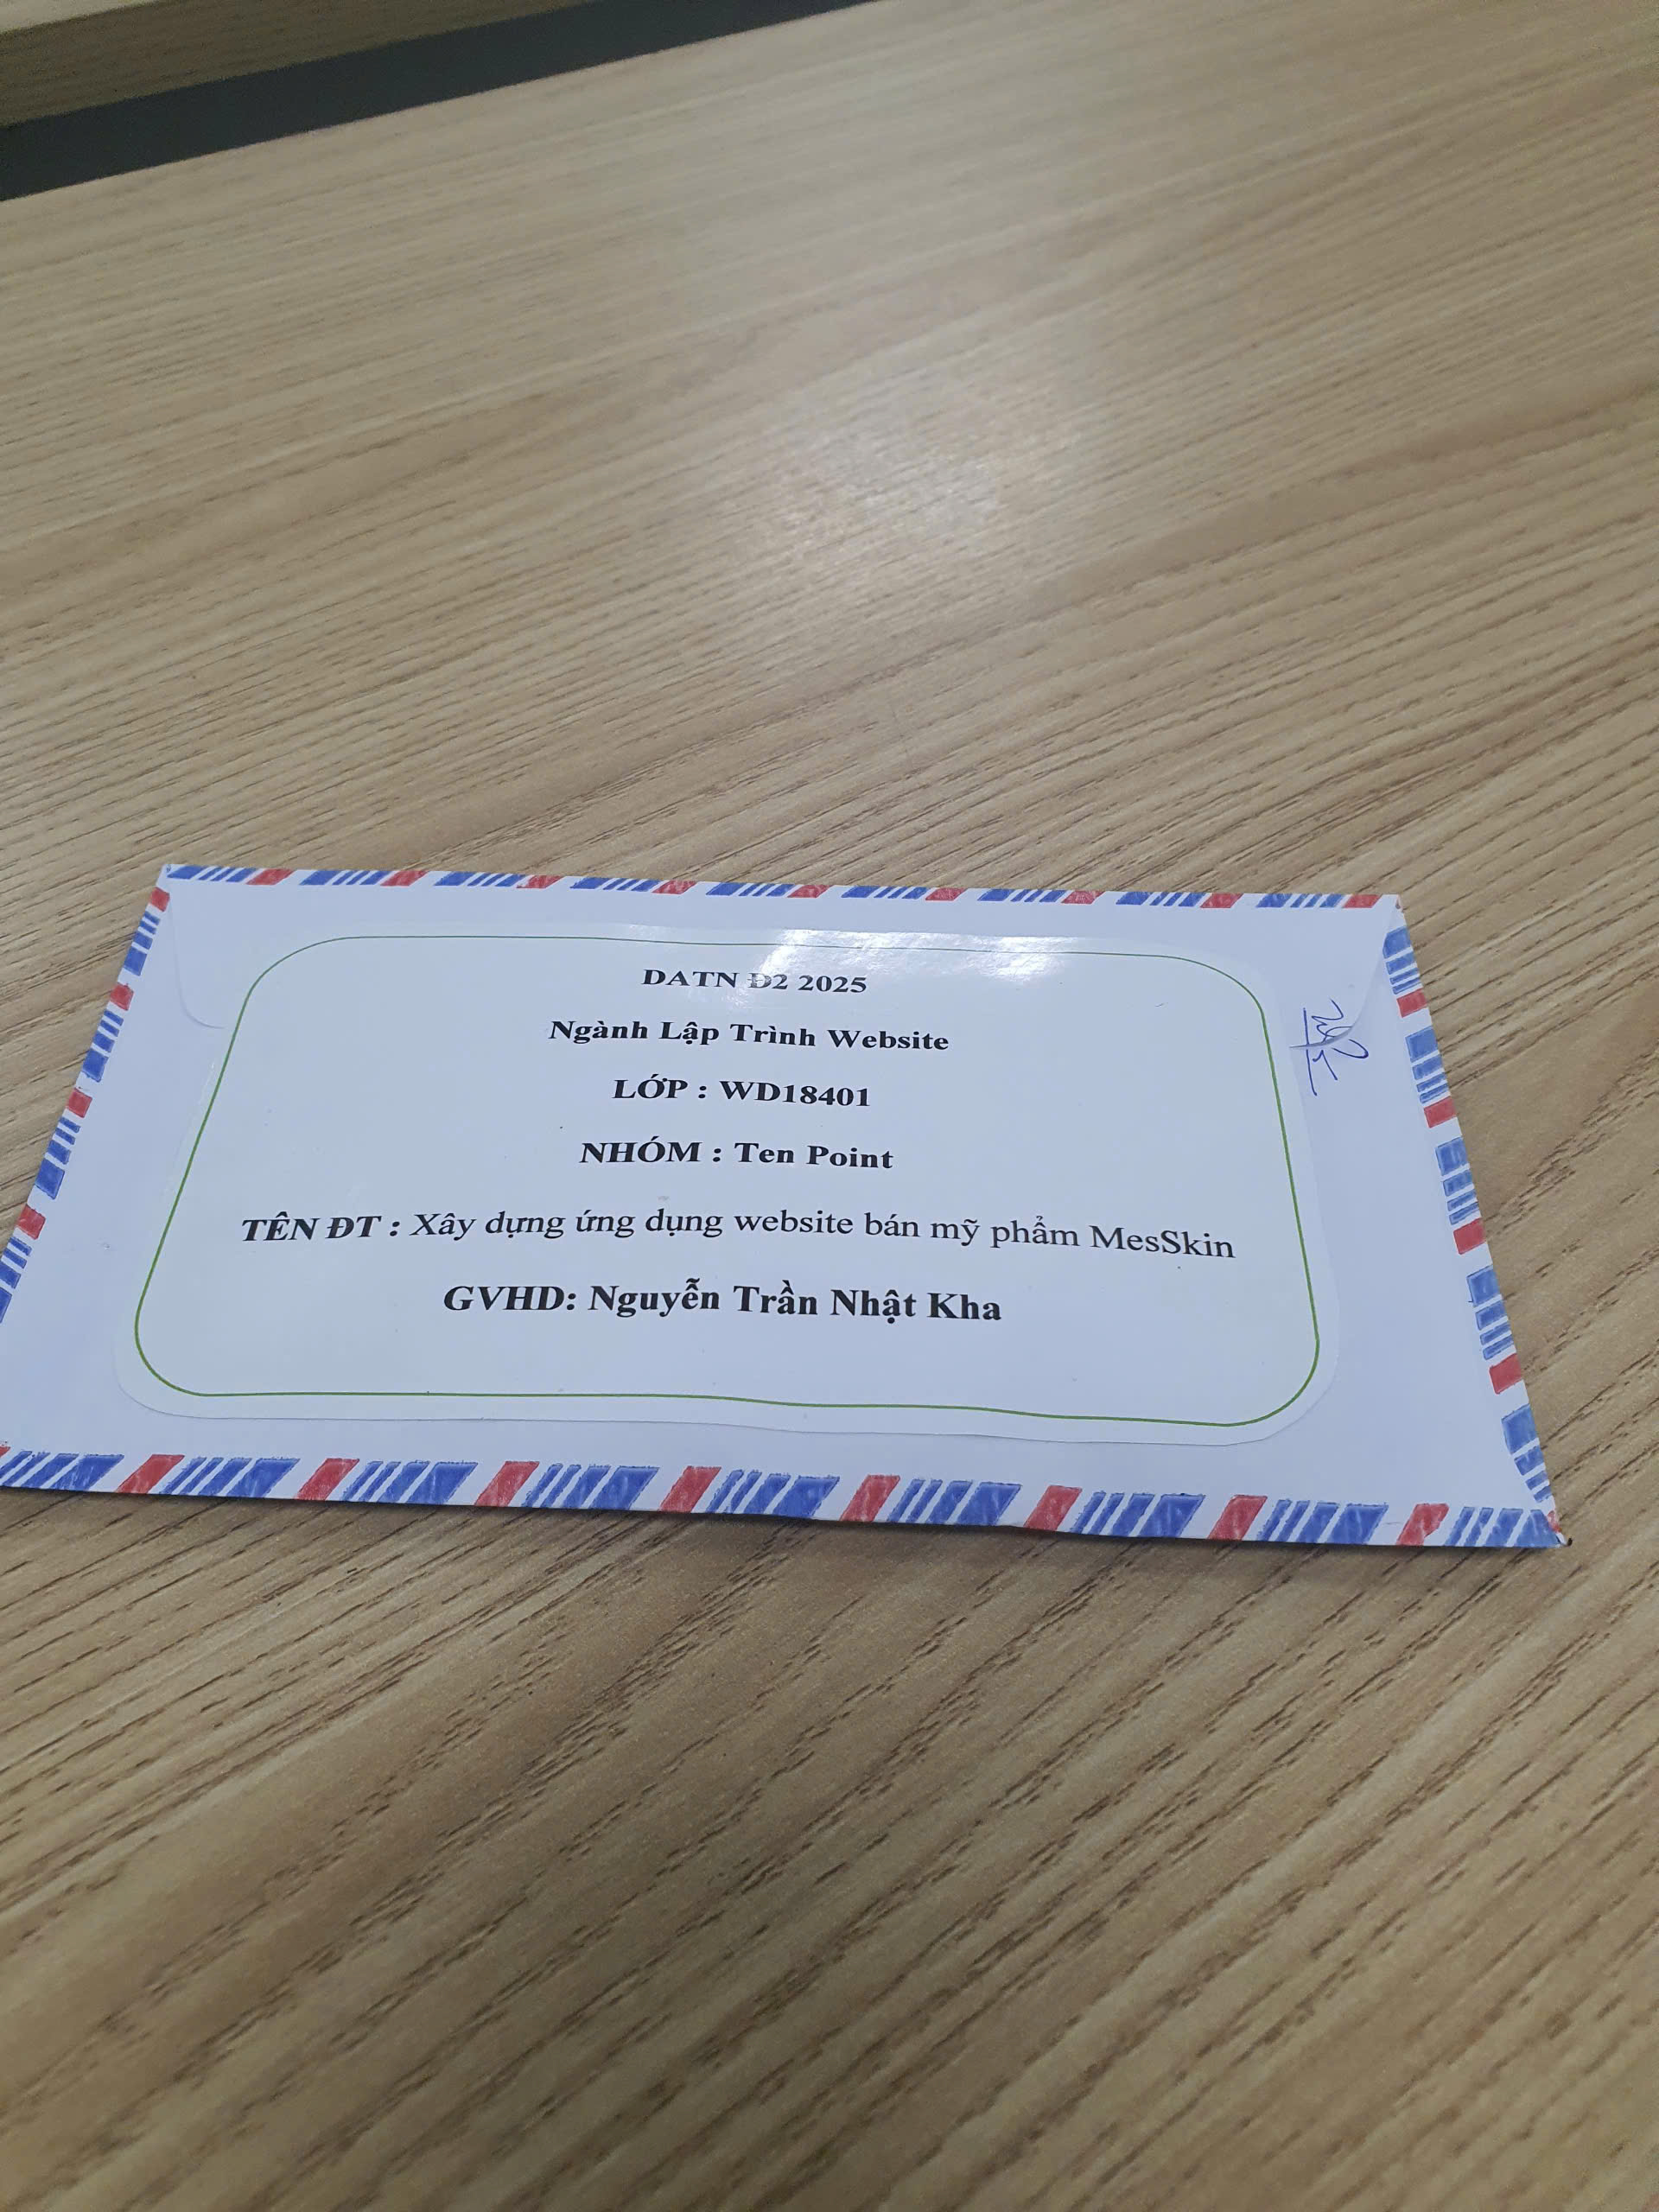 DATN Đ2 2025
Ngành Lập Trình Website
LỚP : WD18401
NHÓM : Ten Point
TÊN ĐT : Xây dựng ứng dụng website bán mỹ phẩm MesSkin
GVHD: Nguyễn Trần Nhật Kha